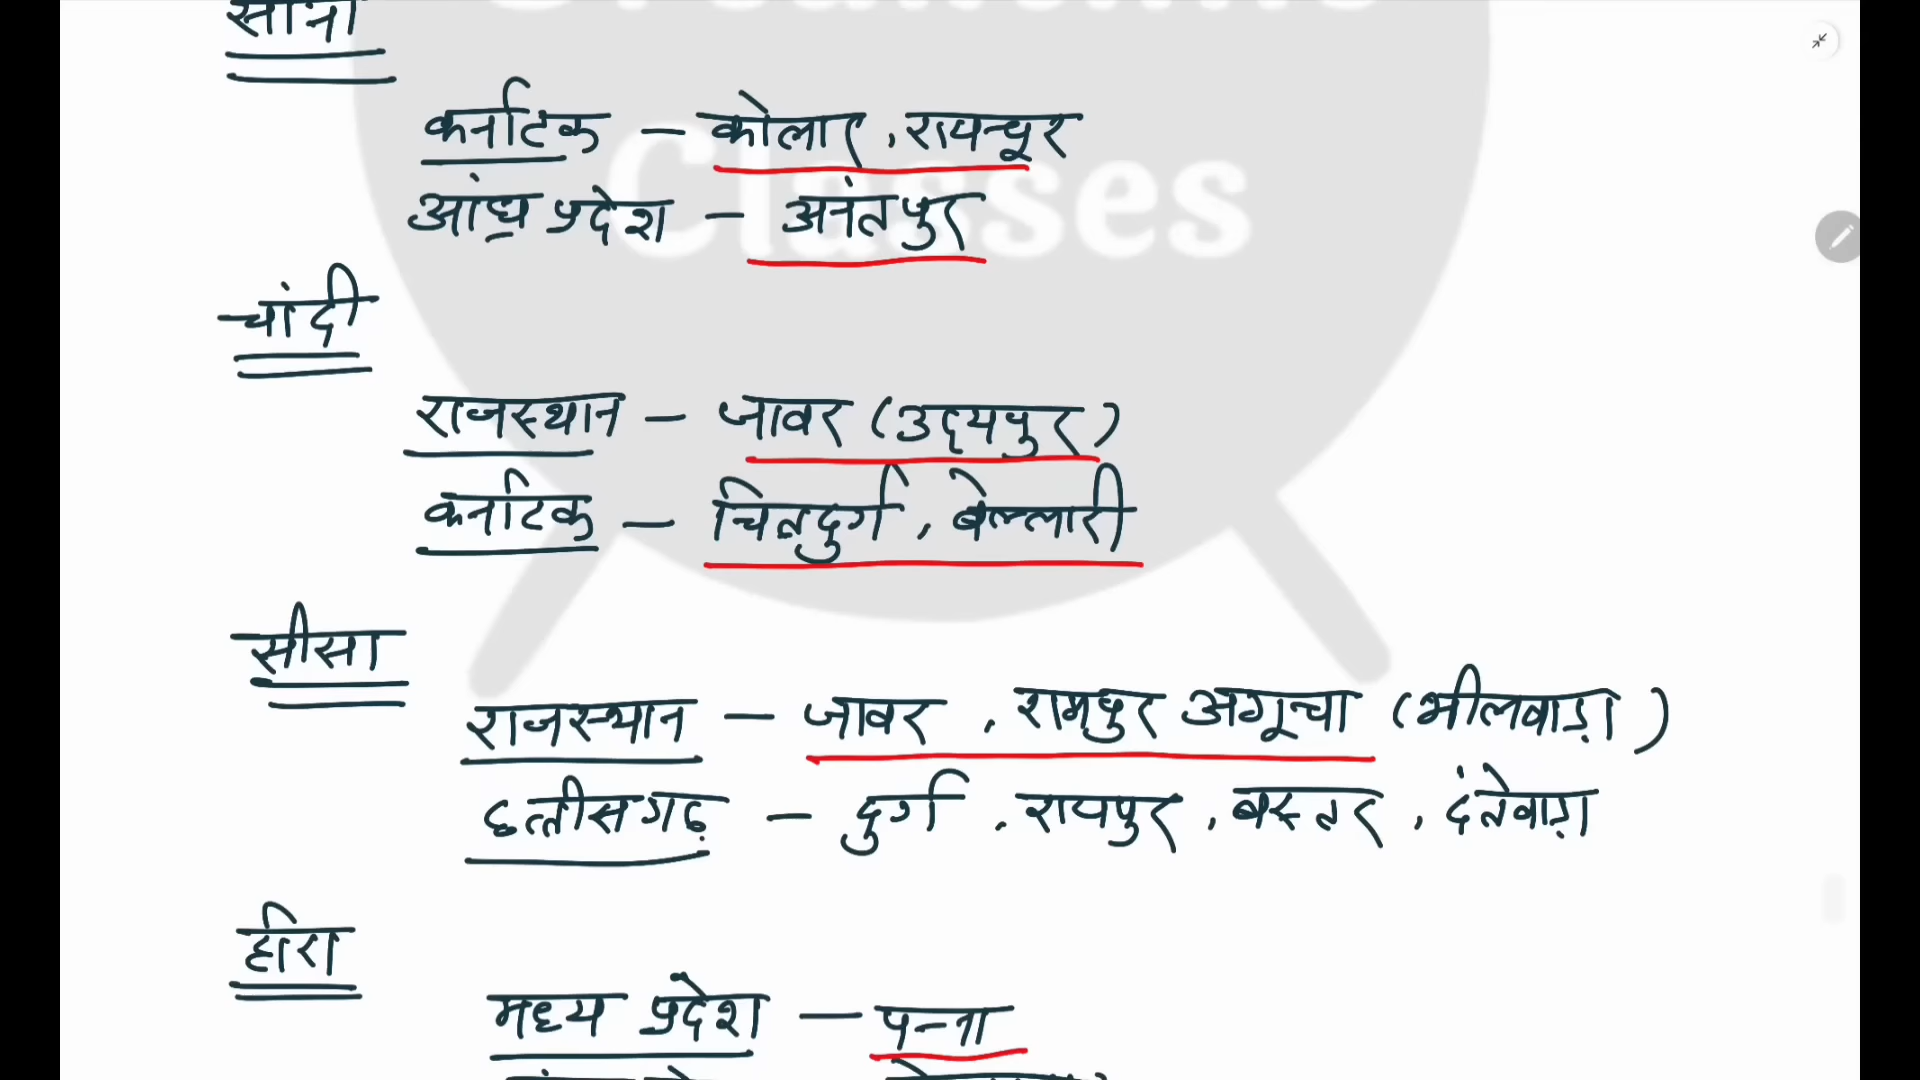 सोना
कर्नाटक – कोलार, रायचूर
आंध्र प्रदेश – अनंतपुर
चांदी
राजस्थान – जावर (उदयपुर)
कर्नाटक – चित्रदुर्ग, बेल्लारी
सीसा
राजस्थान – जावर, रामपुर अगूचा (भीलवाड़ा)
छत्तीसगढ़ – दुर्ग, रायपुर, बस्तर, दंतेवाड़ा
हीरा
मध्य प्रदेश – पन्ना
Classes